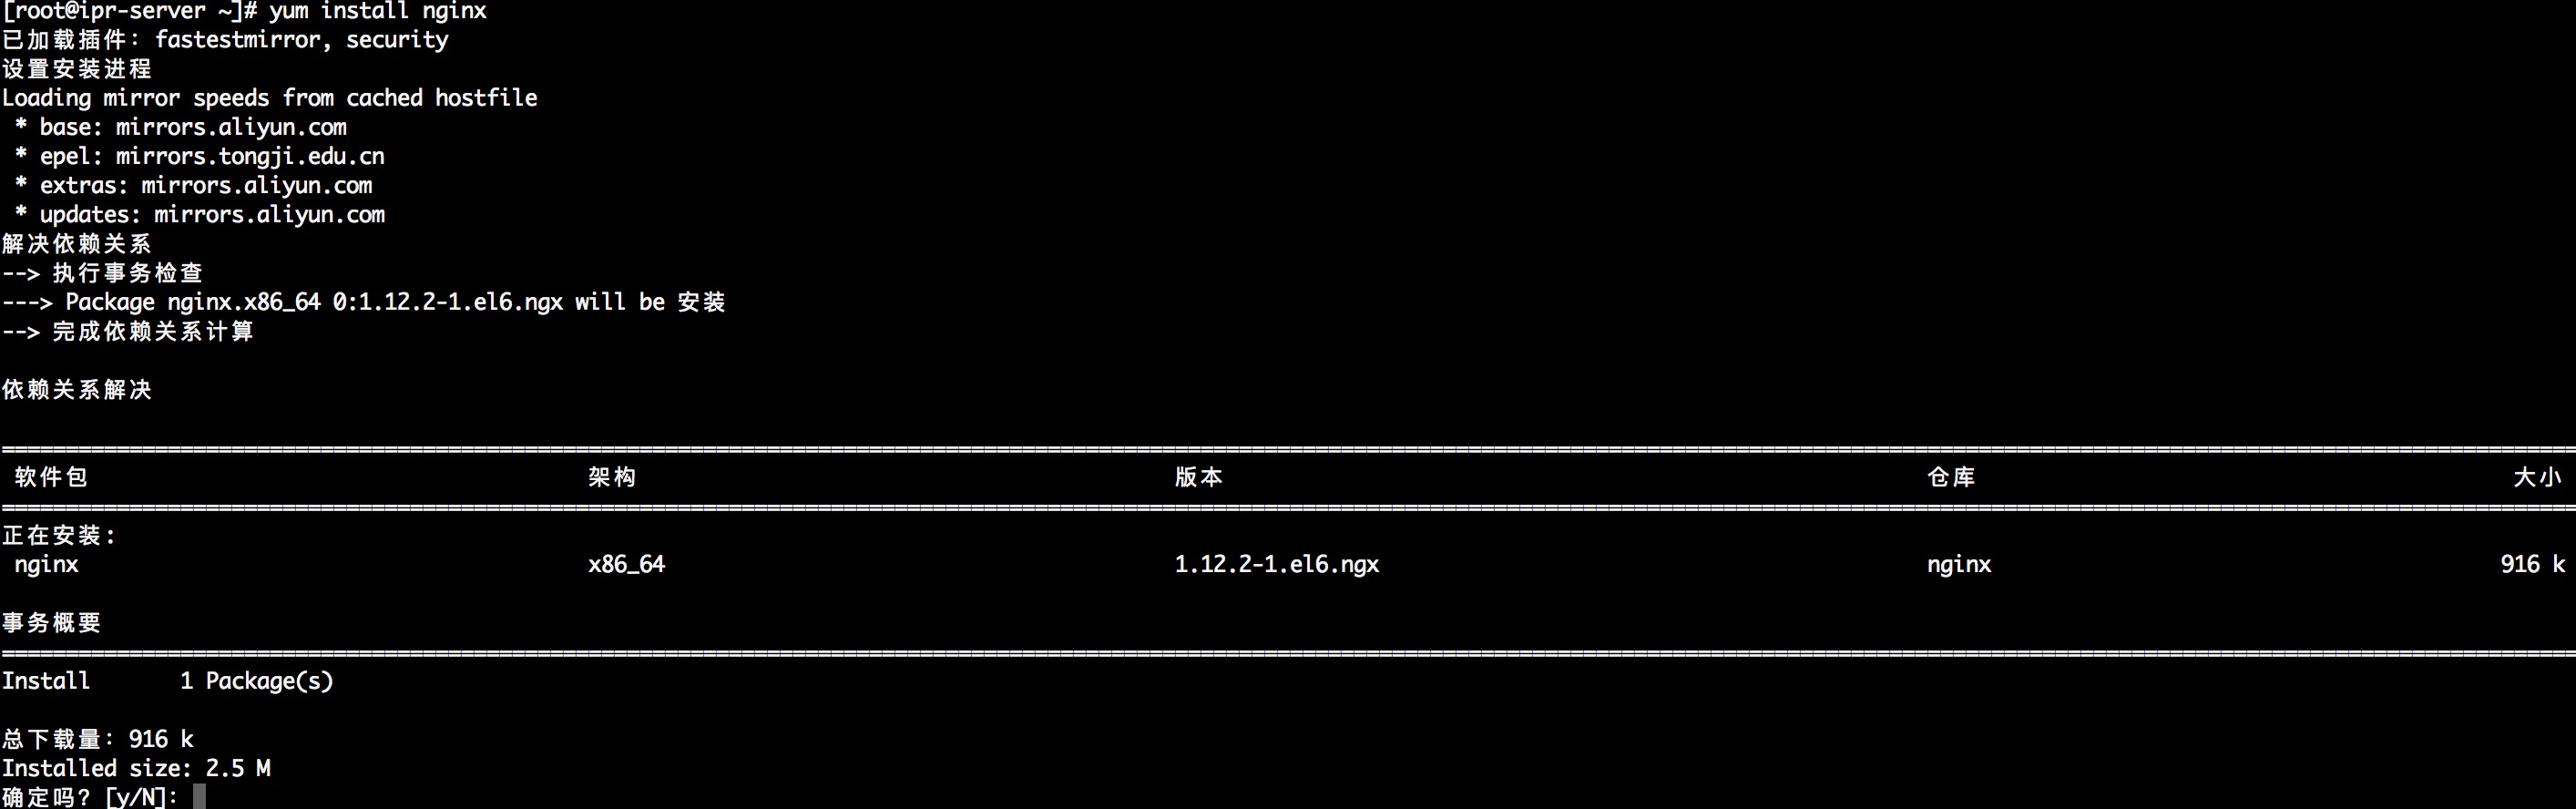 [root@ipr-server ~]# yum install nginx
已加载插件：fastestmirror, security
设置安装进程
Loading mirror speeds from cached hostfile
 * base: mirrors.aliyun.com
 * epel: mirrors.tongji.edu.cn
 * extras: mirrors.aliyun.com
 * updates: mirrors.aliyun.com
解决依赖关系
--> 执行事务检查
---> Package nginx.x86_64 0:1.12.2-1.el6.ngx will be 安装
--> 完成依赖关系计算
依赖关系解决
软件包 架构 版本 仓库 大小
正在安装:
nginx x86_64 1.12.2-1.el6.ngx nginx 916 k
事务概要
Install 1 Package(s)
总下载量：916 k
Installed size: 2.5 M
确定吗？[y/N]：